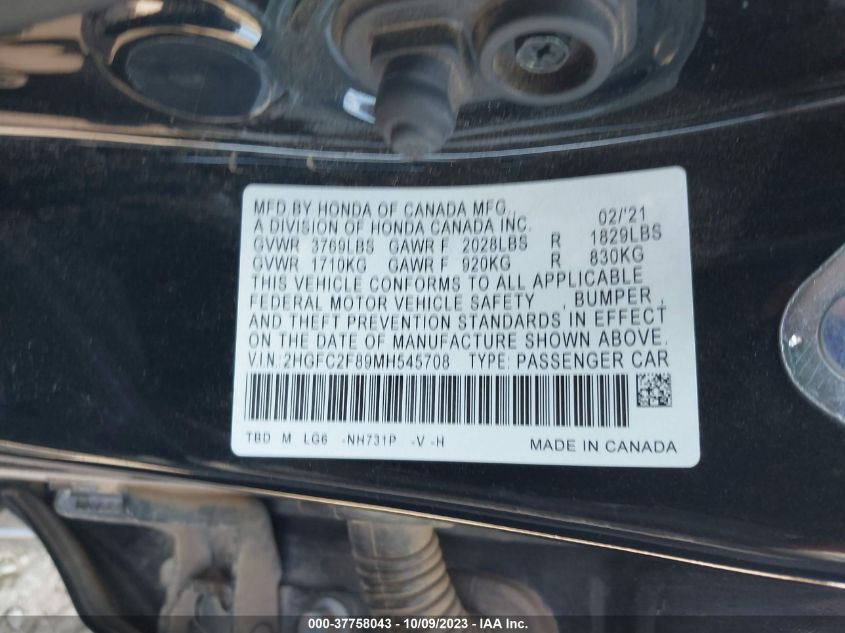 MFD.BY HONDA OF CANADA MFG., 02/'21
A DIVISION OF HONDA CANADA INC.
GVWR 3769LBS GAWR F 2028LBS R 1829LBS
GVWR 1710KG GAWR F 920KG R 830KG
THIS VEHICLE CONFORMS TO ALL APPLICABLE
FEDERAL MOTOR VEHICLE SAFETY , BUMPER ,
AND THEFT PREVENTION STANDARDS IN EFFECT
ON THE DATE OF MANUFACTURE SHOWN ABOVE.
VIN:2HGFC2F89MH545708 TYPE: PASSENGER CAR
TBD M LG6 -NH731P -V -H MADE IN CANADA
000-37758043 - 10/09/2023 - IAA Inc.